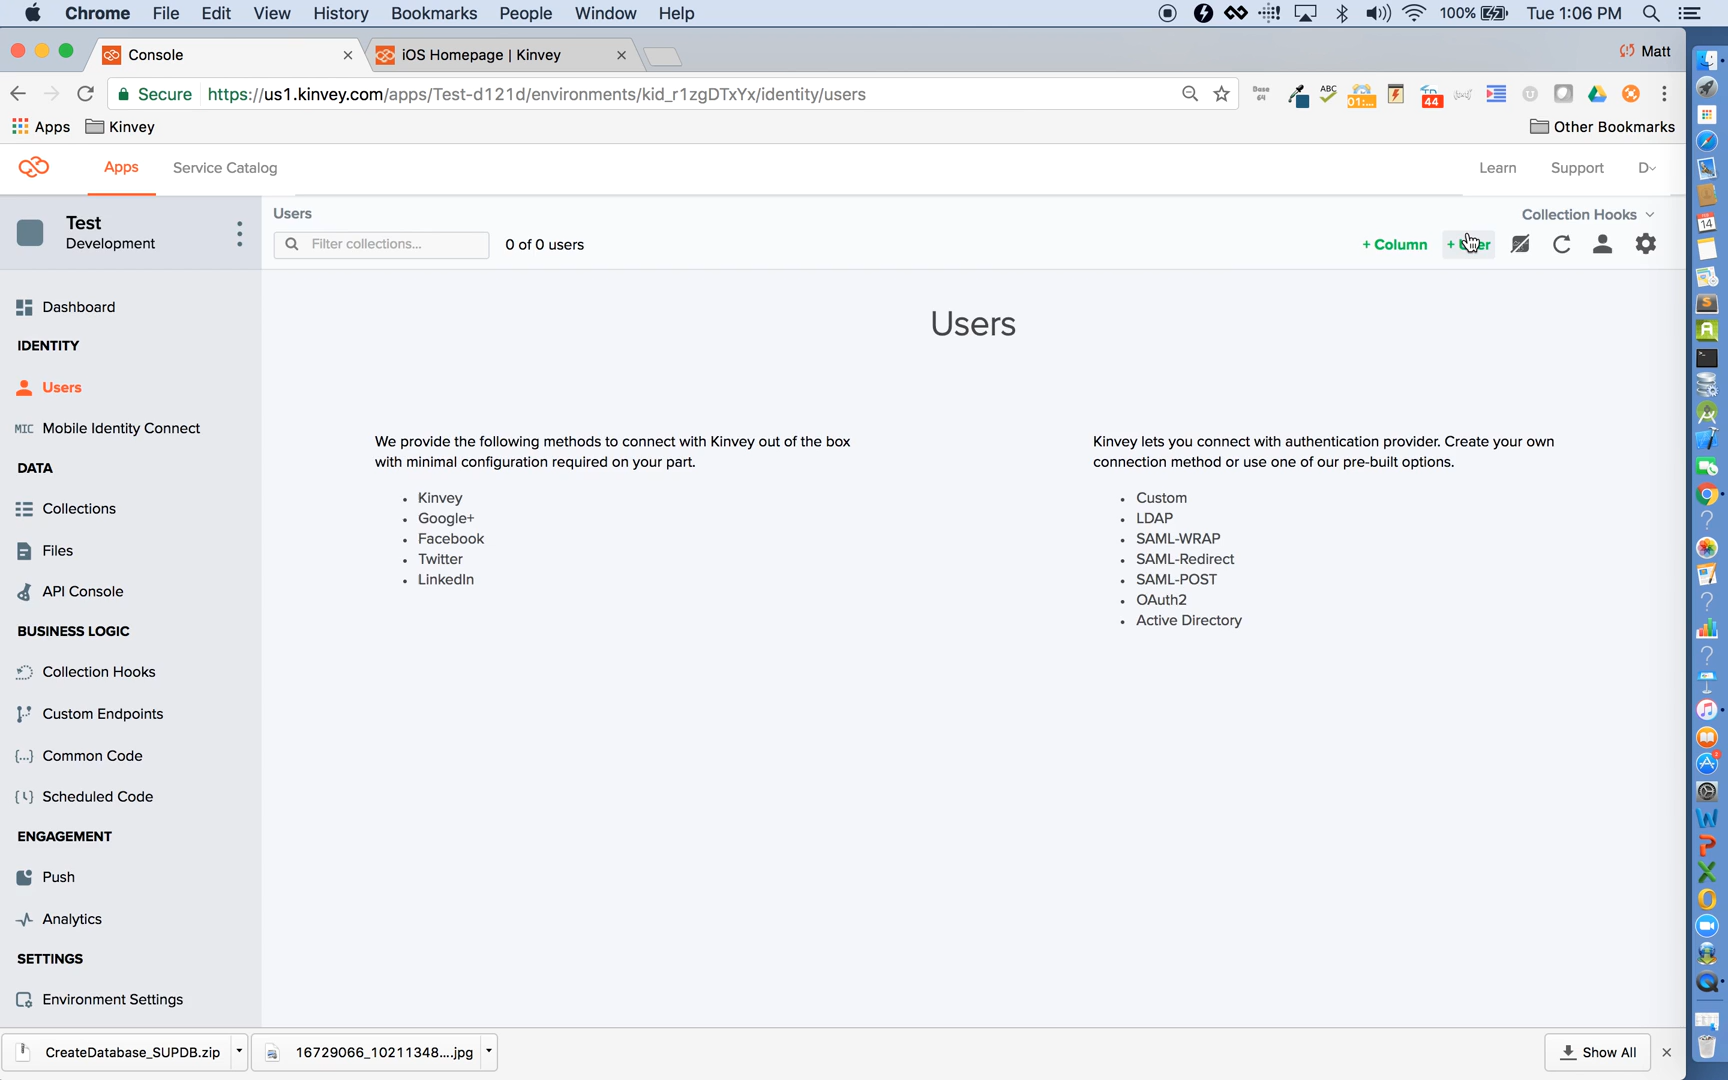 Chrome File Edit View History Bookmarks People Window Help 100% Tue 1:06 PM
Console iOS Homepage | Kinvey Matt
Secure https://us1.kinvey.com/apps/Test-d121d/environments/kid_r1zgDTxYx/identity/users
Apps Kinvey Other Bookmarks
Apps Service Catalog Learn Support D
Test
Development
Users Collection Hooks
Filter collections... 0 of 0 users + Column +
Dashboard
IDENTITY
Users
MIC Mobile Identity Connect
DATA
Collections
Files
API Console
BUSINESS LOGIC
Collection Hooks
Custom Endpoints
Common Code
Scheduled Code
ENGAGEMENT
Push
Analytics
SETTINGS
Environment Settings
Users
We provide the following methods to connect with Kinvey out of the box
with minimal configuration required on your part.
• Kinvey
• Google+
• Facebook
• Twitter
• LinkedIn
Kinvey lets you connect with authentication provider. Create your own
connection method or use one of our pre-built options.
• Custom
• LDAP
• SAML-WRAP
• SAML-Redirect
• SAML-POST
• OAuth2
• Active Directory
CreateDatabase_SUPDB.zip 16729066_10211348....jpg Show All